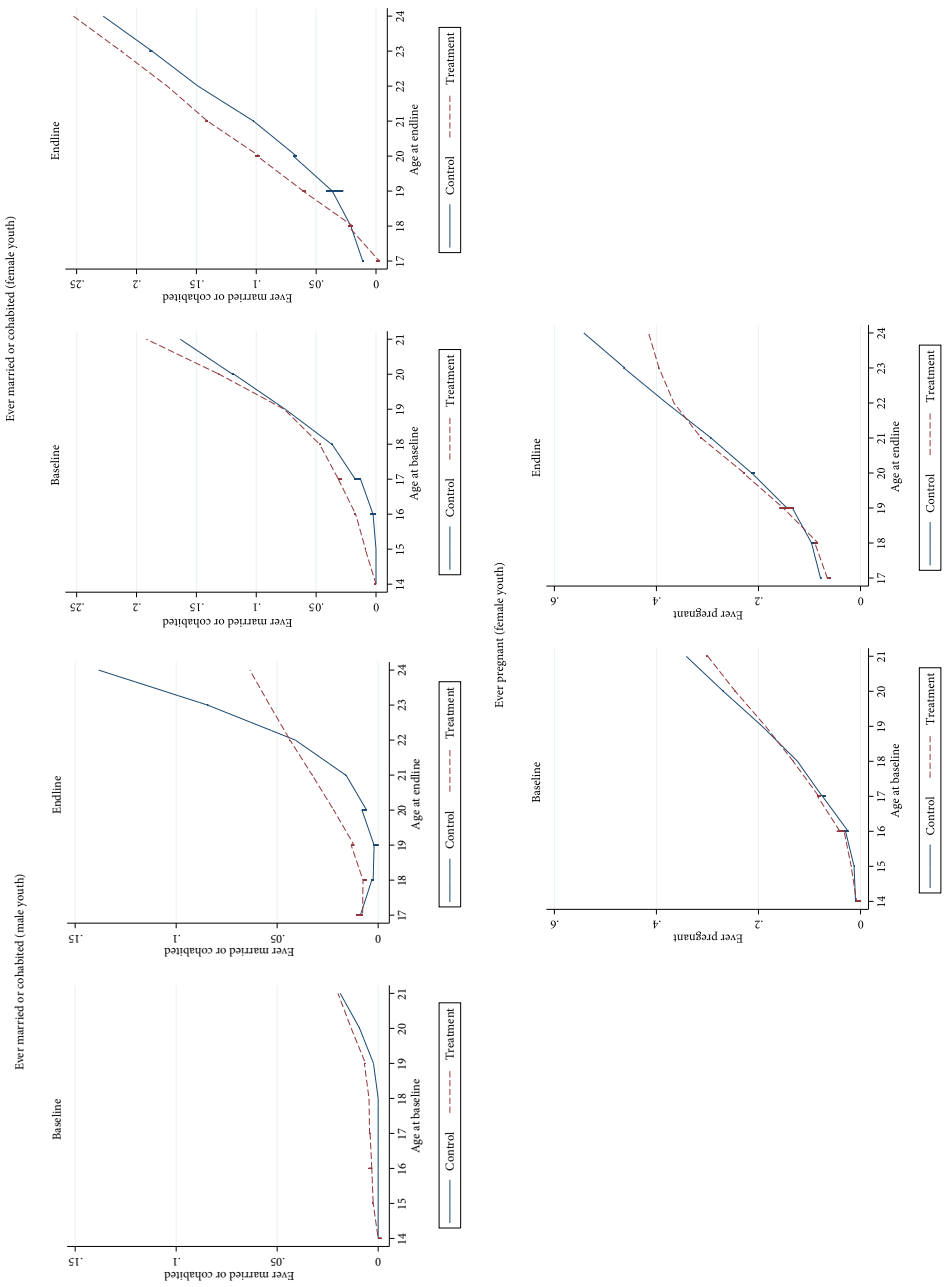 Ever married or cohabited (male youth)
Baseline
Ever married or cohabited
.15
.1
.05
0
14 15 16 17 18 19 20 21
Age at baseline
Control Treatment
Endline
Ever married or cohabited
.15
.1
.05
0
17 18 19 20 21 22 23 24
Age at endline
Control Treatment
Ever married or cohabited (female youth)
Baseline
Ever married or cohabited
.25
.2
.15
.1
.05
0
14 15 16 17 18 19 20 21
Age at baseline
Control Treatment
Endline
Ever married or cohabited
.25
.2
.15
.1
.05
0
17 18 19 20 21 22 23 24
Age at endline
Control Treatment
Ever pregnant (female youth)
Baseline
Ever pregnant
.6
.4
.2
0
14 15 16 17 18 19 20 21
Age at baseline
Control Treatment
Endline
Ever pregnant
.6
.4
.2
0
17 18 19 20 21 22 23 24
Age at endline
Control Treatment